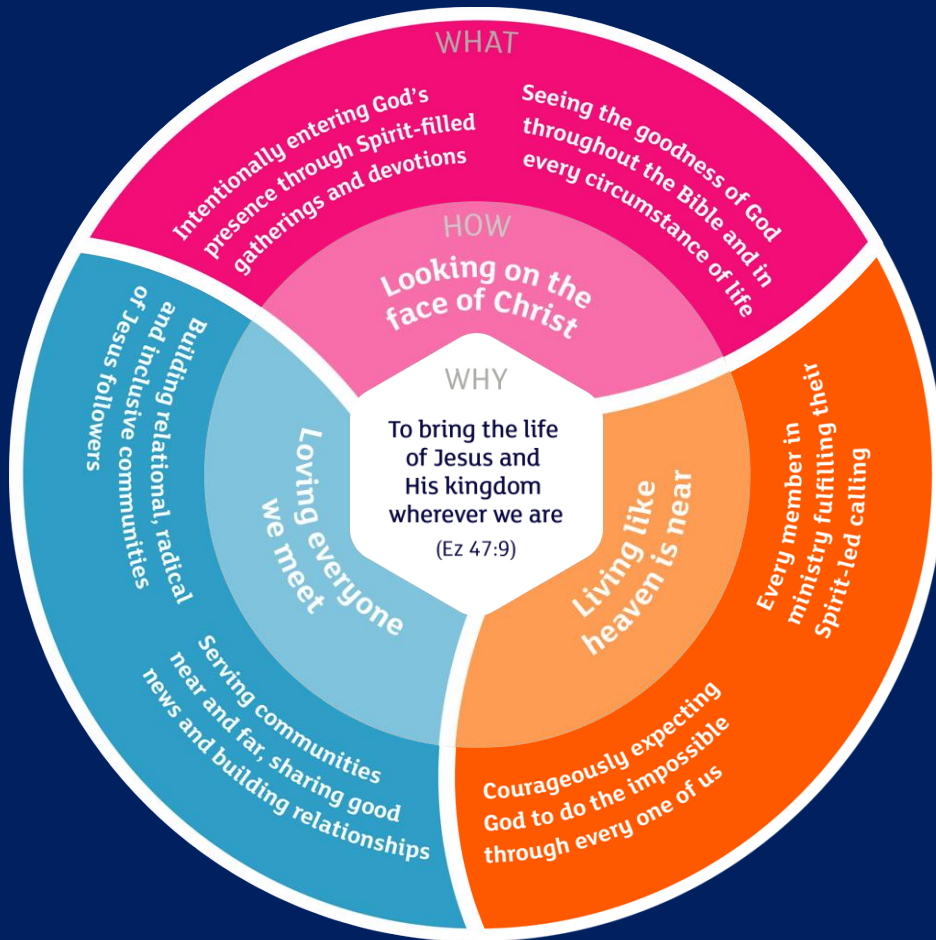 WHAT
Intentionally entering God's
presence through Spirit-filled
gatherings and devotions
Seeing the goodness of God
throughout the Bible and in
every circumstance of life
HOW
Looking on the
face of Christ
WHY
To bring the life
of Jesus and
His kingdom
wherever we are
(Ez 47:9)
Living like
heaven is near
Every member in
ministry fulfilling their
Spirit-led calling
Courageously expecting
God to do the impossible
through every one of us
Loving everyone
we meet
Building relational, radical
and inclusive communities
of Jesus followers
Serving communities
near and far, sharing good
news and building relationships